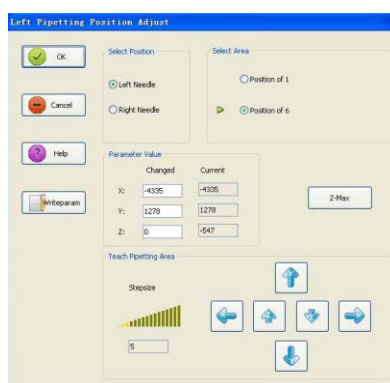 Left Pipetting Position Adjust
OK
Cancel
Help
Writeparam
Select Position
Left Needle
Right Needle
Select Area
Position of 1
Position of 6
Parameter Value
Changed Current
X: -4335 -4335
Y: 1278 1278
Z: 0 -547
Z-Max
Teach Pipetting Area
Stepsize
5